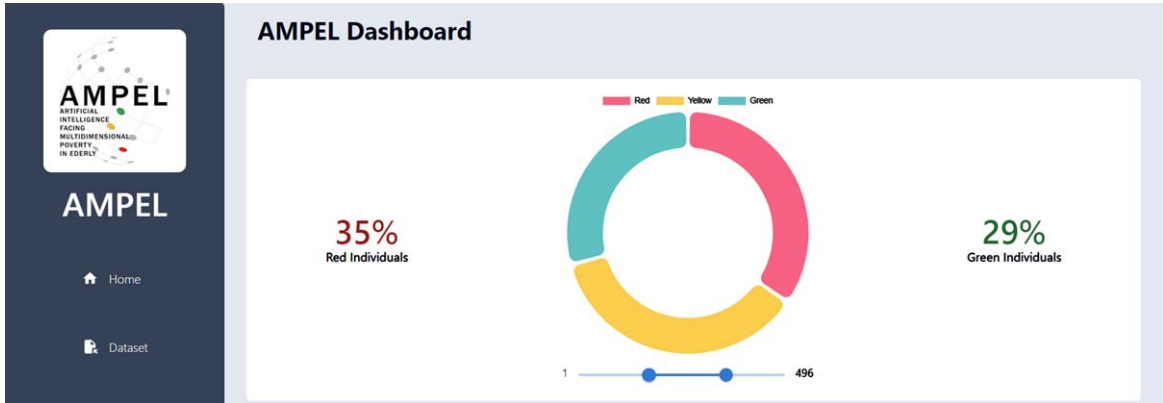 AMPEL
ARTIFICIAL
INTELLIGENCE
FACING
MULTIDIMENSIONAL
POVERTY
IN EDERLY
AMPEL
Home
Dataset
AMPEL Dashboard
Red Yellow Green
35%
Red Individuals
29%
Green Individuals
1 496